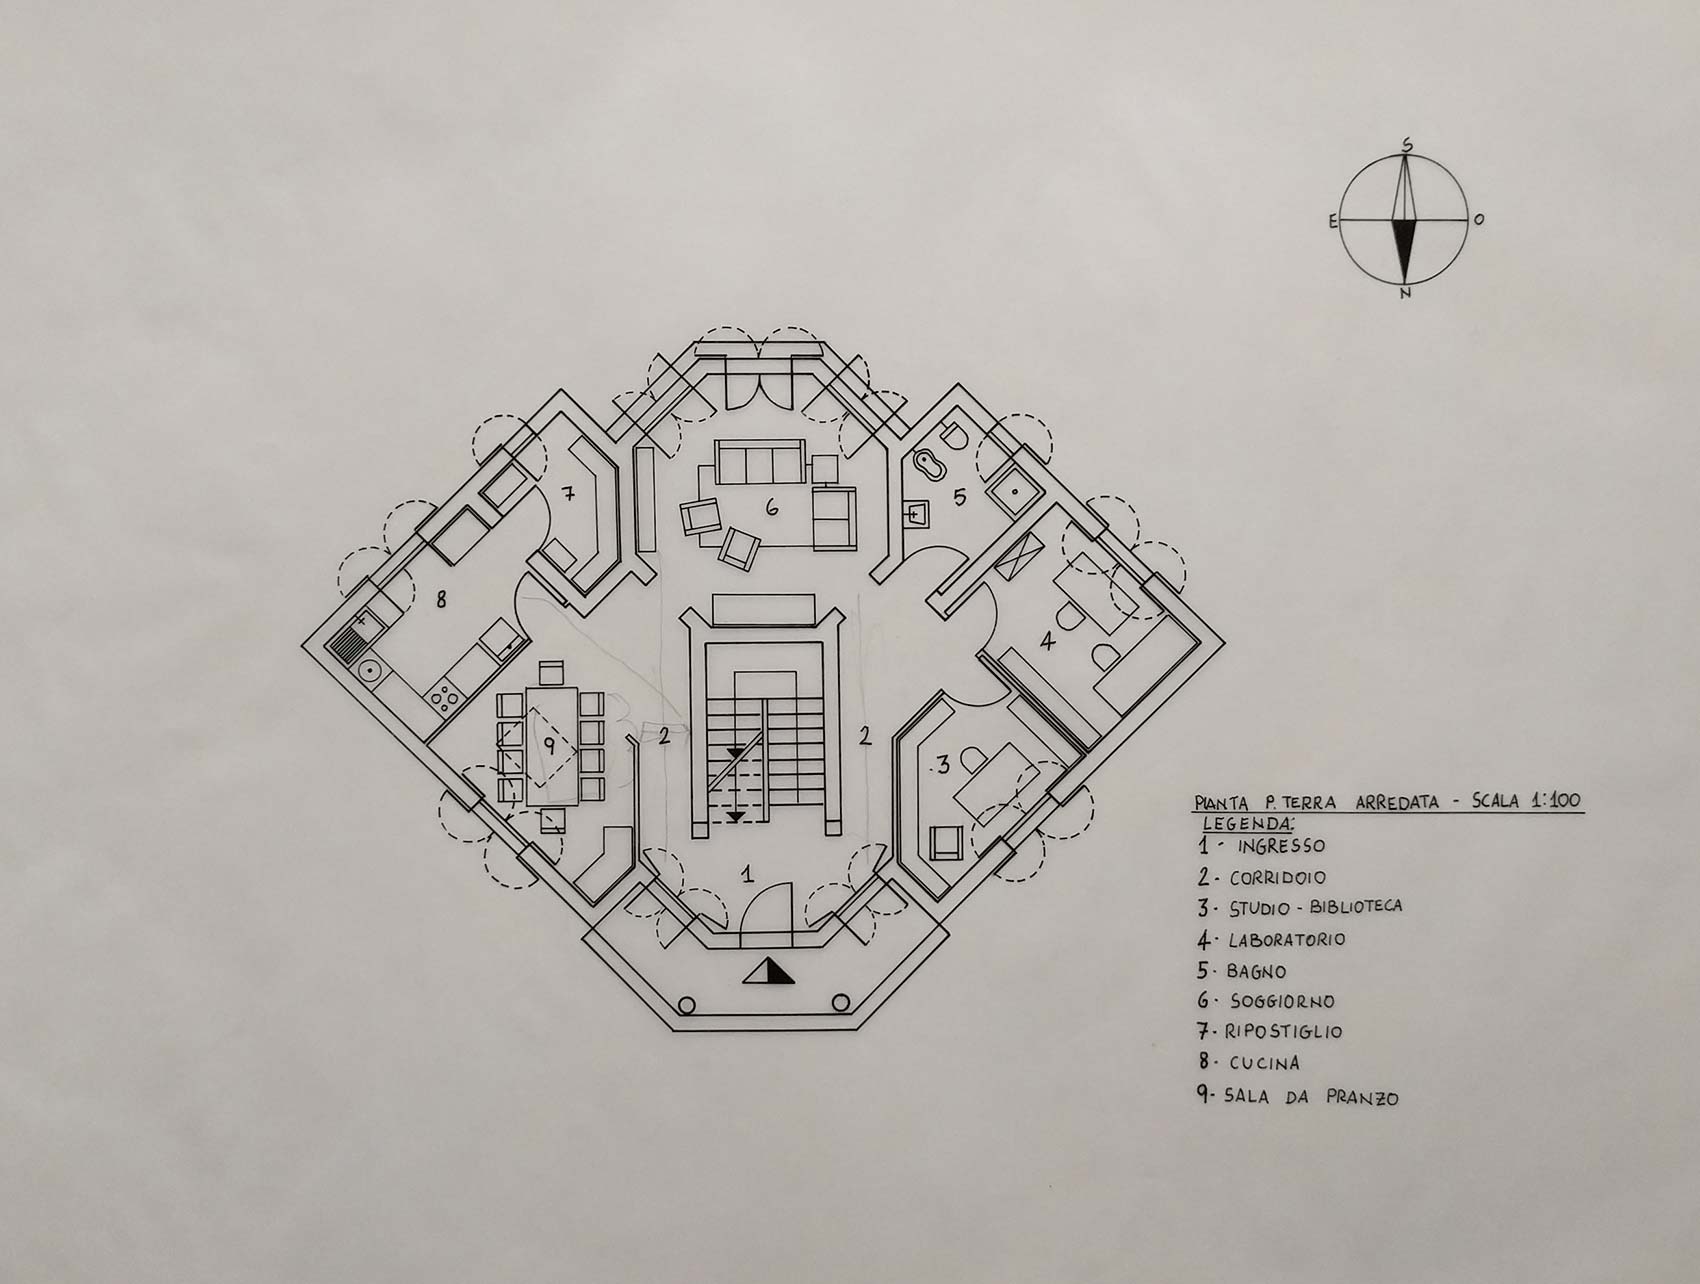 S
E
O
N
7
6
5
8
4
9
2
2
3
1
PIANTA P. TERRA ARREDATA - SCALA 1:100
LEGENDA:
1 - INGRESSO
2 - CORRIDOIO
3 - STUDIO - BIBLIOTECA
4 - LABORATORIO
5 - BAGNO
6 - SOGGIORNO
7 - RIPOSTIGLIO
8 - CUCINA
9 - SALA DA PRANZO